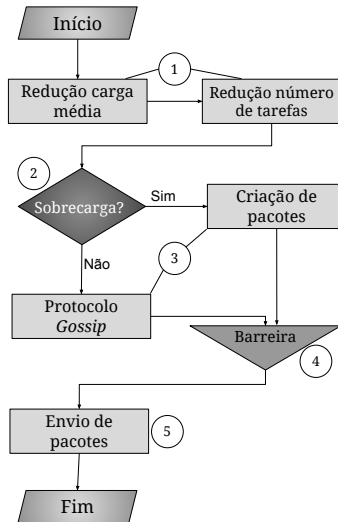 Início
1
Redução carga
média
Redução número
de tarefas
2
Sobrecarga?
Sim
Criação de
pacotes
Não
3
Protocolo
Gossip
Barreira
4
Envio de
pacotes
5
Fim